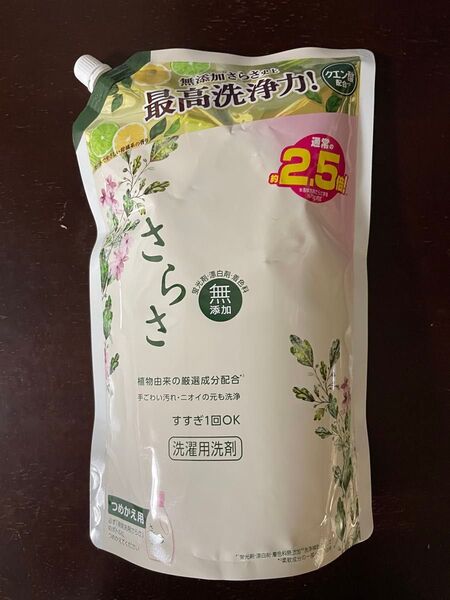 無添加さらさ史上
最高洗浄力!
クエン酸
配合
通常の
約2.5倍!
さらさ
蛍光剤・漂白剤・着色料
無
添加
植物由来の厳選成分配合*¹
手ごわい汚れ・ニオイの元も洗浄
すすぎ1回OK
洗濯用洗剤
つめかえ用